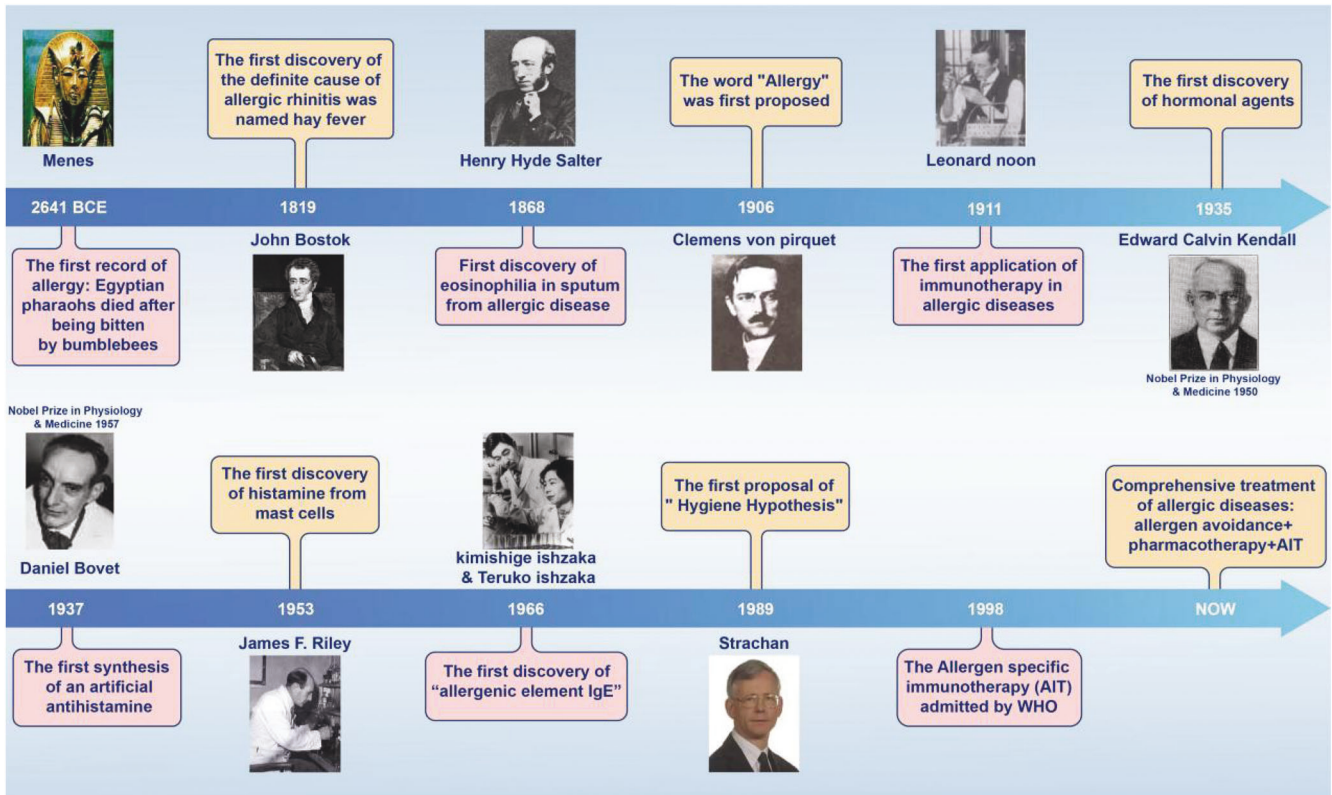 Menes
The first discovery of
the definite cause of
allergic rhinitis was
named hay fever
Henry Hyde Salter
The word "Allergy"
was first proposed
Leonard noon
The first discovery
of hormonal agents
2641 BCE
1819
1868
1906
1911
1935
The first record of
allergy: Egyptian
pharaohs died after
being bitten
by bumblebees
John Bostok
First discovery of
eosinophilia in sputum
from allergic disease
Clemens von pirquet
The first application of
immunotherapy in
allergic diseases
Edward Calvin Kendall
Nobel Prize in Physiology
& Medicine 1950
Nobel Prize in Physiology
& Medicine 1957
Daniel Bovet
The first discovery
of histamine from
mast cells
kimishige ishzaka
& Teruko ishzaka
The first proposal of
" Hygiene Hypothesis"
Comprehensive treatment
of allergic diseases:
allergen avoidance+
pharmacotherapy+AIT
1937
1953
1966
1989
1998
NOW
The first synthesis
of an artificial
antihistamine
James F. Riley
The first discovery of
“allergenic element IgE”
Strachan
The Allergen specific
immunotherapy (AIT)
admitted by WHO